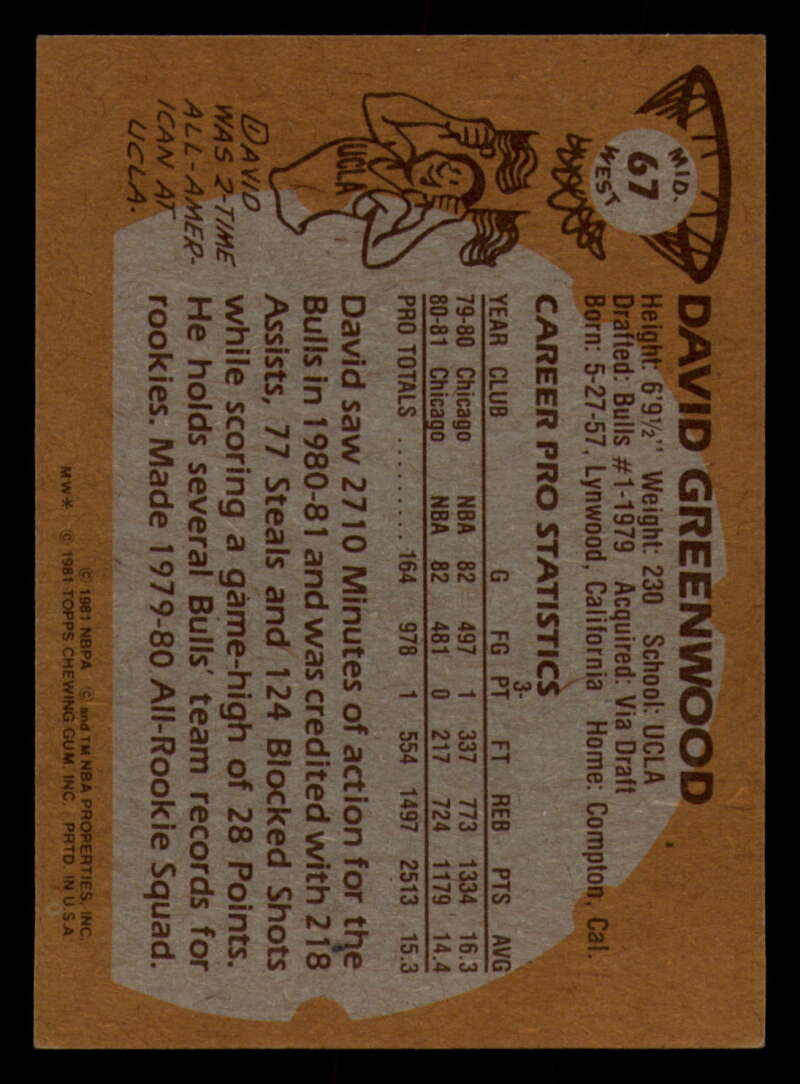 MID.
67
WEST
DAVID GREENWOOD
Height: 6'9½" Weight: 230 School: UCLA
Drafted: Bulls #1-1979 Acquired: Via Draft
Born: 5-27-57, Lynwood, California Home: Compton, Cal.
CAREER PRO STATISTICS
3-
YEAR CLUB G FG PT FT REB PTS AVG
79-80 Chicago NBA 82 497 1 337 773 1334 16.3
80-81 Chicago NBA 82 481 0 217 724 1179 14.4
PRO TOTALS .......... 164 978 1 554 1497 2513 15.3
UCLA
DAVID
WAS 2-TIME
ALL-AMER-
ICAN AT
UCLA.
David saw 2710 Minutes of action for the
Bulls in 1980-81 and was credited with 218
Assists, 77 Steals and 124 Blocked Shots
while scoring a game-high of 28 Points.
He holds several Bulls' team records for
rookies. Made 1979-80 All-Rookie Squad.
© 1981 NBPA © and TM NBA PROPERTIES, INC.
MW* © 1981 TOPPS CHEWING GUM, INC. PRTD. IN U.S.A.